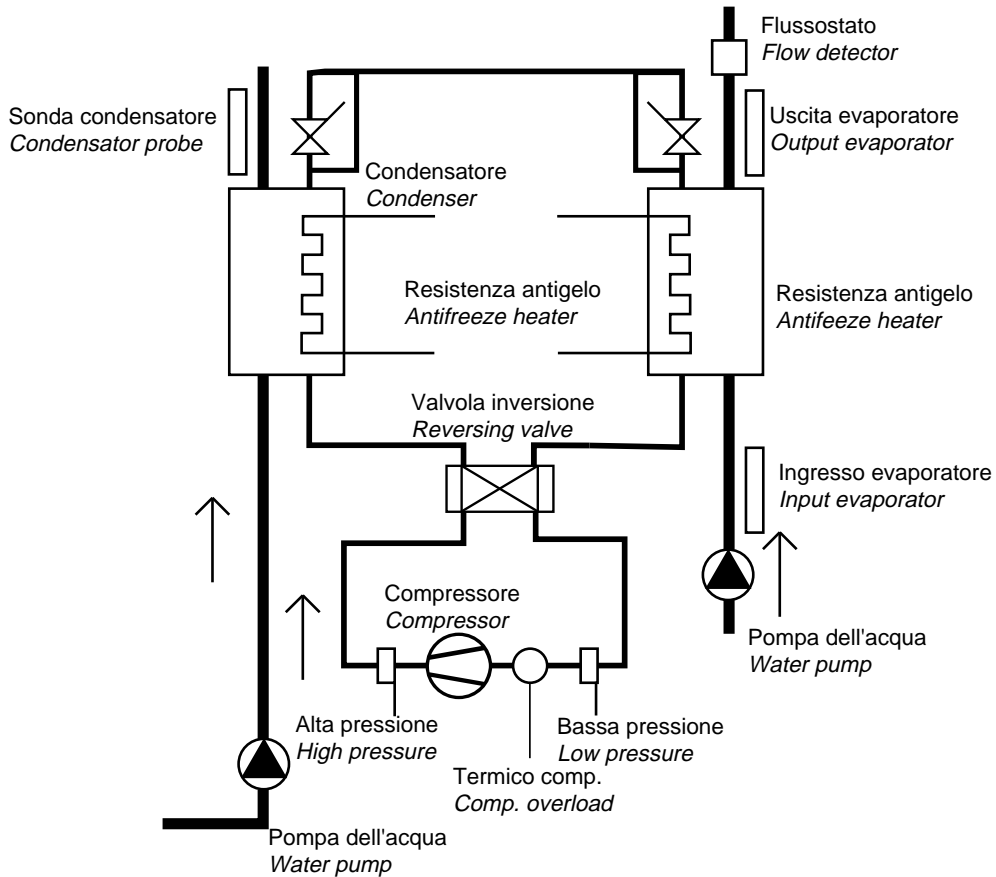 Flussostato
Flow detector
Sonda condensatore
Condensator probe
Uscita evaporatore
Output evaporator
Condensatore
Condenser
Resistenza antigelo
Antifreeze heater
Resistenza antigelo
Antifeeze heater
Valvola inversione
Reversing valve
Ingresso evaporatore
Input evaporator
Compressore
Compressor
Pompa dell'acqua
Water pump
Alta pressione
High pressure
Bassa pressione
Low pressure
Termico comp.
Comp. overload
Pompa dell'acqua
Water pump